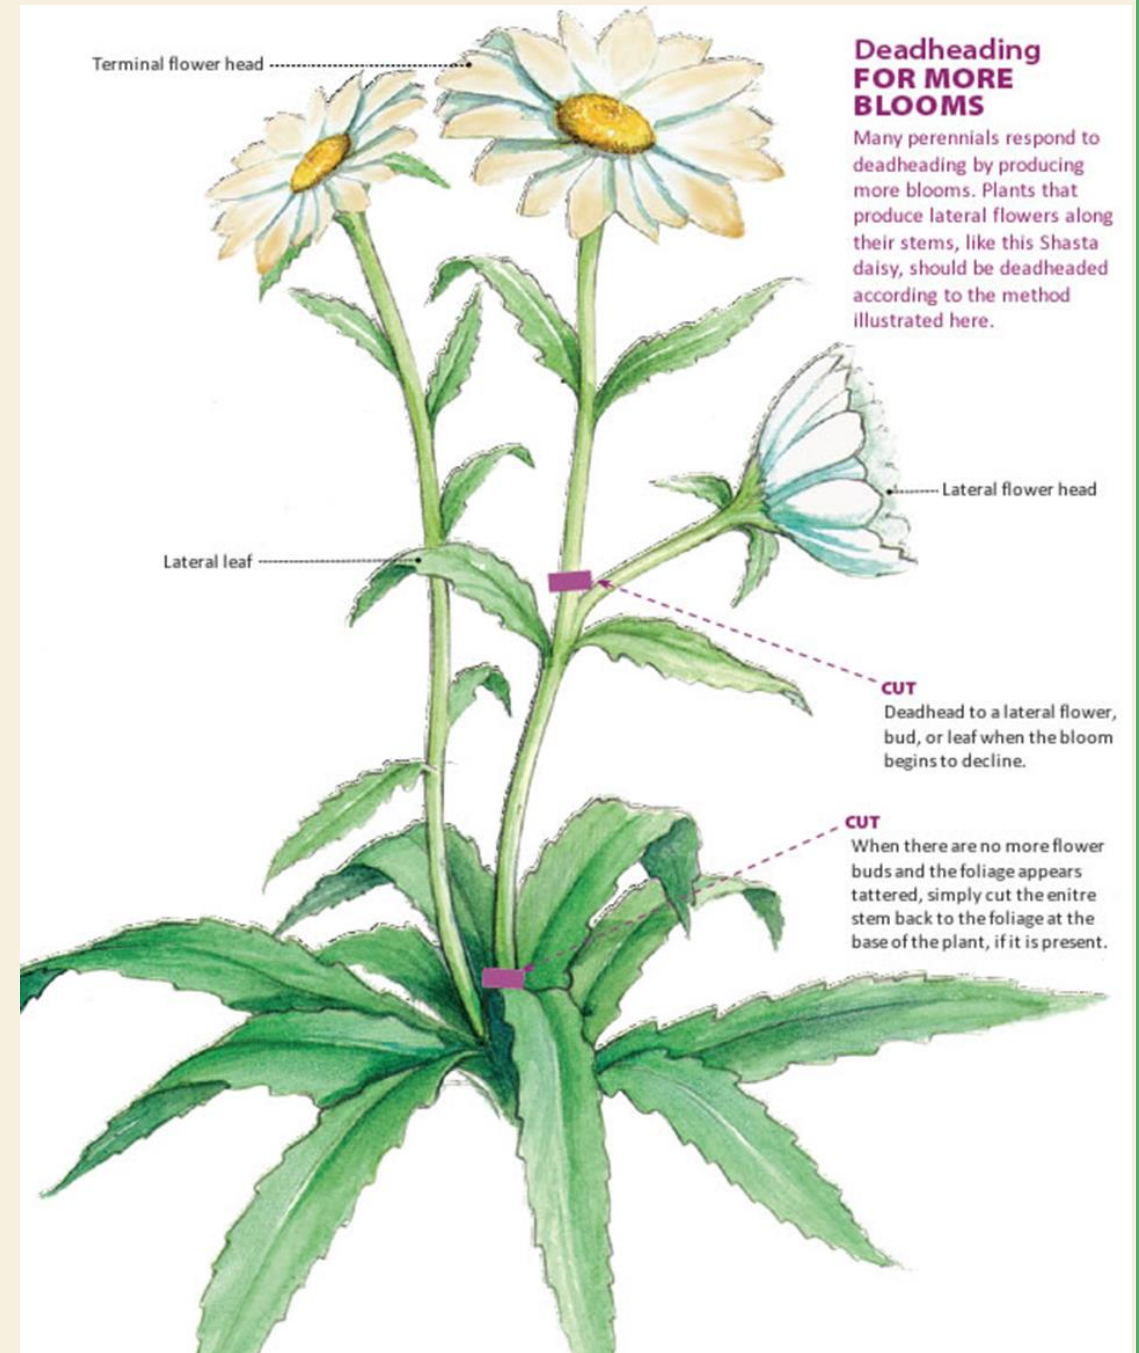 Terminal flower head
Deadheading
FOR MORE
BLOOMS
Many perennials respond to
deadheading by producing
more blooms. Plants that
produce lateral flowers along
their stems, like this Shasta
daisy, should be deadheaded
according to the method
illustrated here.
Lateral flower head
Lateral leaf
CUT
Deadhead to a lateral flower,
bud, or leaf when the bloom
begins to decline.
CUT
When there are no more flower
buds and the foliage appears
tattered, simply cut the enitre
stem back to the foliage at the
base of the plant, if it is present.